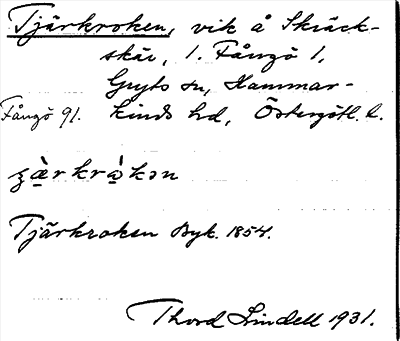 Tjärkroken, vik å Skräck-
skär, 1. Fångö 1,
Gryts sn, Hammar-
Fångö 91. kinds hd, Östergötl. l.
Tjärkroken Byk. 1854.
Thord Lindell 1931.